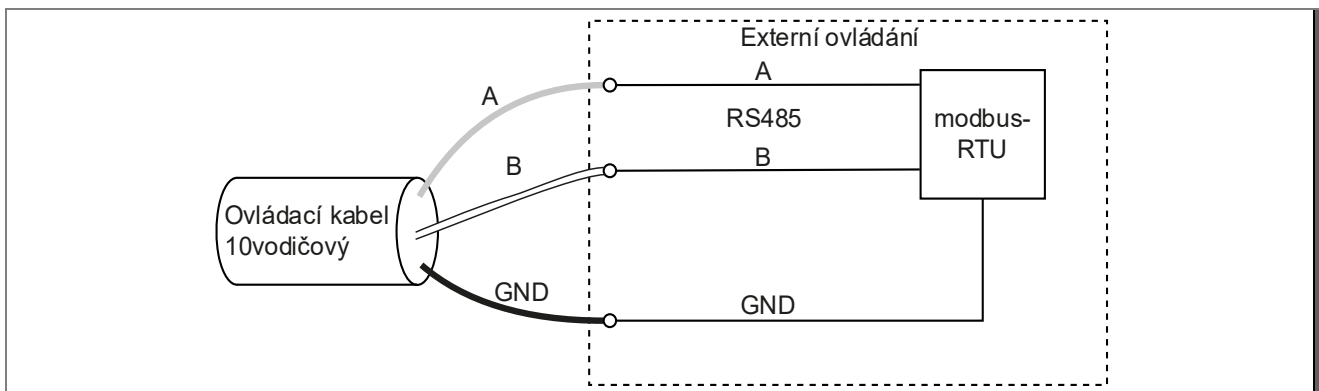 Externí ovládání
A
A
RS485
modbus-
RTU
B
B
Ovládací kabel
10vodičový
GND
GND